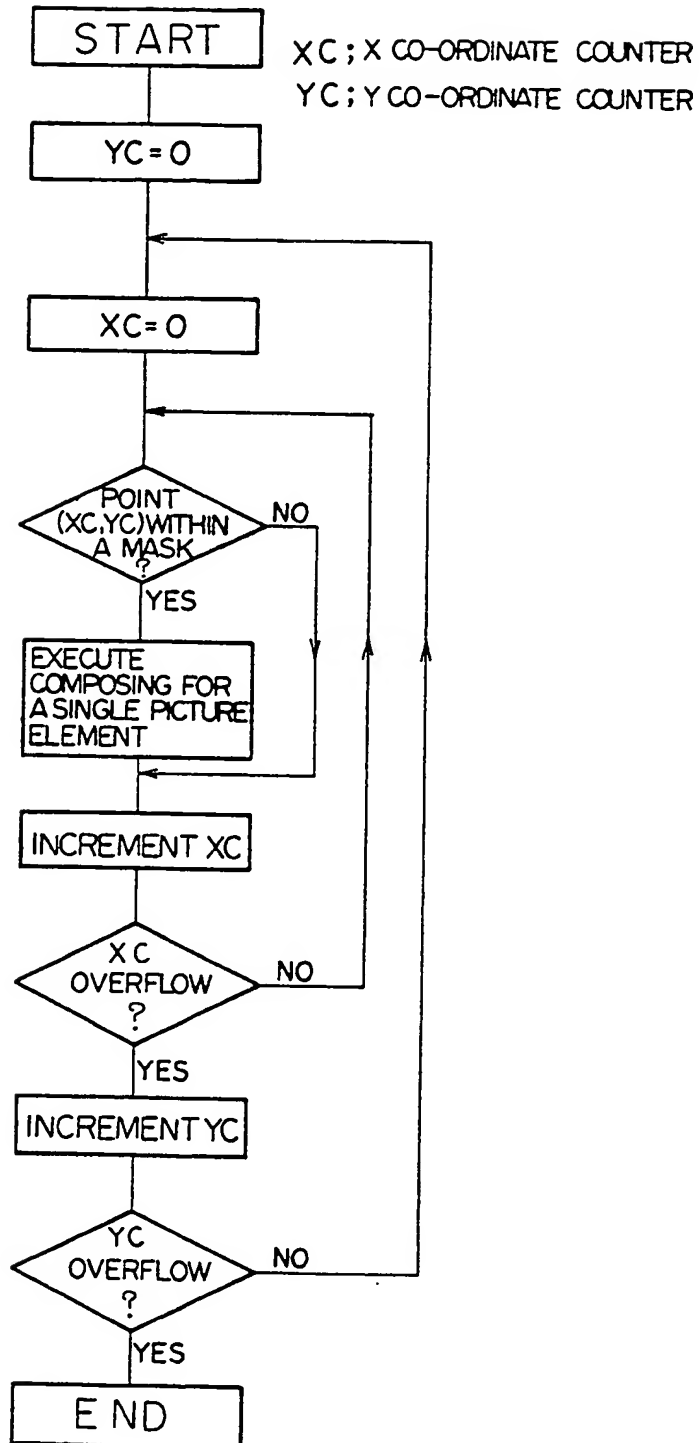 START
XC; X CO-ORDINATE COUNTER
YC; Y CO-ORDINATE COUNTER
YC=0
XC=0
POINT
(XC,YC)WITHIN
A MASK
?
NO
YES
EXECUTE
COMPOSING FOR
A SINGLE PICTURE
ELEMENT
INCREMENT XC
XC
OVERFLOW
?
NO
YES
INCREMENT YC
YC
OVERFLOW
?
NO
YES
END